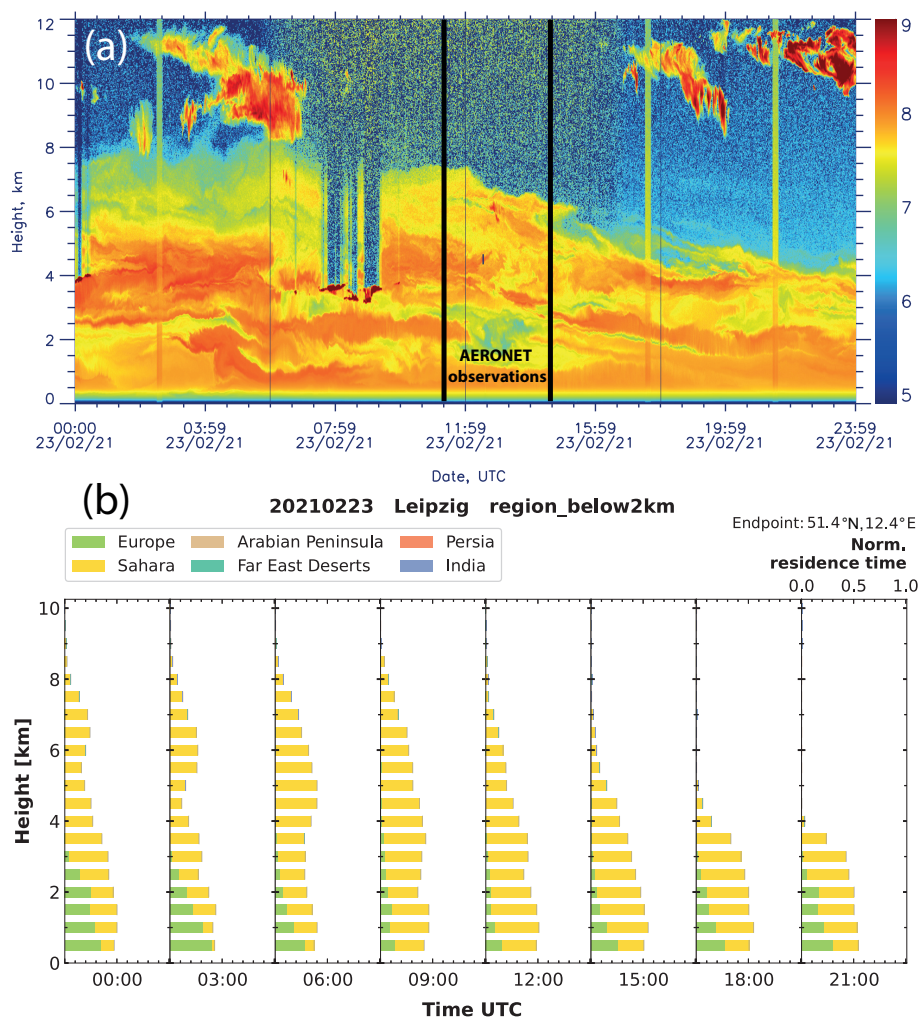 (a)
12
10
8
6
4
2
0
Height, km
AERONET
observations
9
8
7
6
5
00:00 03:59 07:59 11:59 15:59 19:59 23:59
23/02/21 23/02/21 23/02/21 23/02/21 23/02/21 23/02/21 23/02/21
Date, UTC
(b)
20210223 Leipzig region_below2km
Endpoint: 51.4°N,12.4°E
Europe Arabian Peninsula Persia
Sahara Far East Deserts India
Norm.
residence time
0.0 0.5 1.0
10
8
6
4
2
0
Height [km]
00:00 03:00 06:00 09:00 12:00 15:00 18:00 21:00
Time UTC